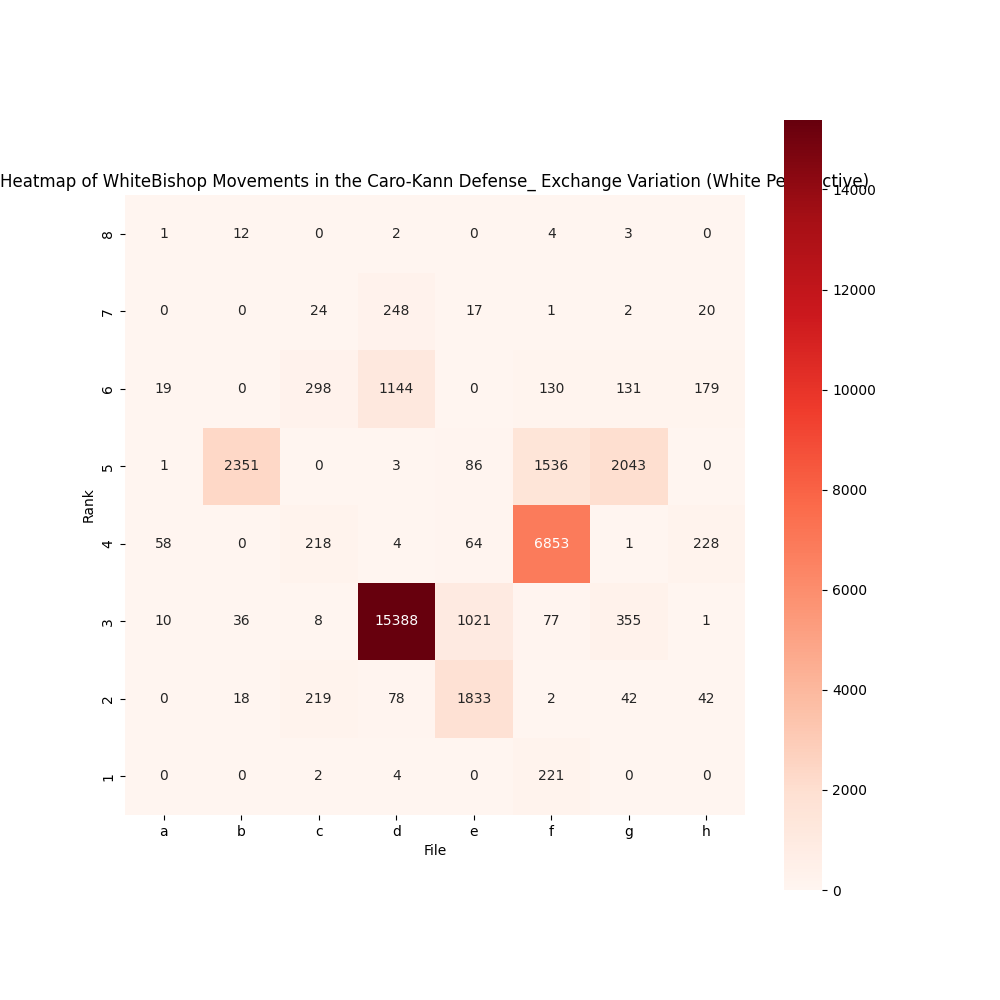 Heatmap of WhiteBishop Movements in the Caro-Kann Defense_ Exchange Variation (White Perspective)
14000
8 1 12 0 2 0 4 3 0
12000
7 0 0 24 248 17 1 2 20
10000
6 19 0 298 1144 0 130 131 179
8000
5 1 2351 0 3 86 1536 2043 0
Rank
6000
4 58 0 218 4 64 6853 1 228
4000
3 10 36 8 15388 1021 77 355 1
2 0 18 219 78 1833 2 42 42
2000
1 0 0 2 4 0 221 0 0
a b c d e f g h
File
0